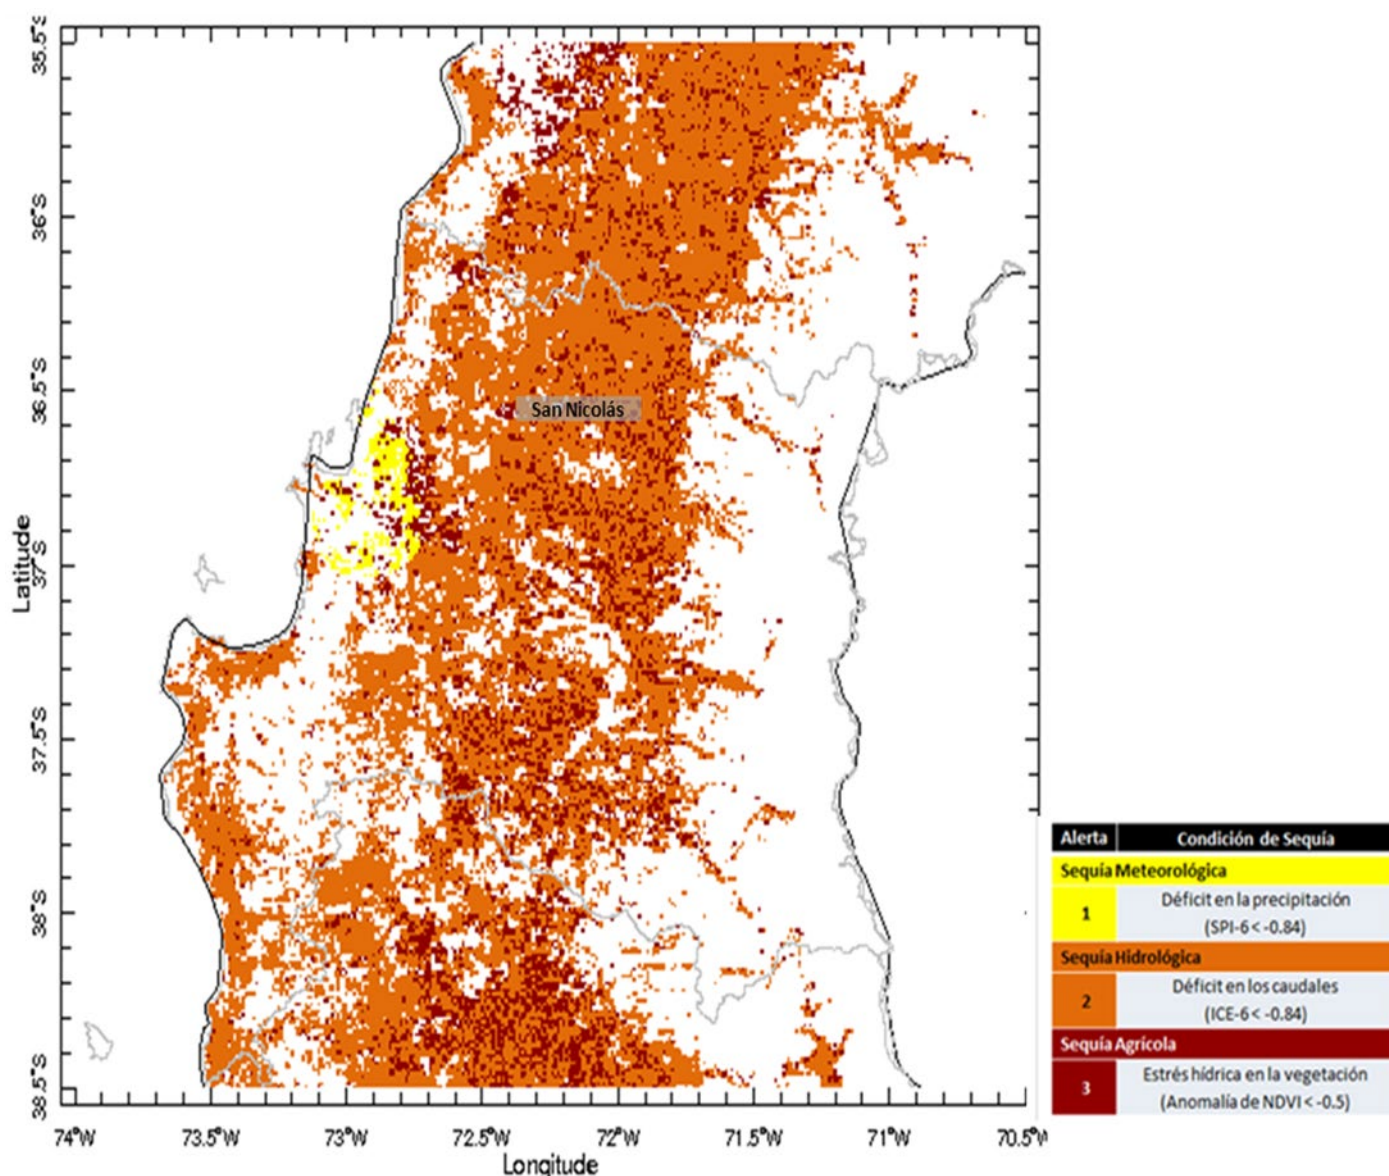 35.5°S
36°S
36.5°S
37°S
37.5°S
38°S
38.5°S
Latitude
San Nicolás
74°W
73.5°W
73°W
72.5°W
72°W
71.5°W
71°W
70.5°W
Longitude
Alerta Condición de Sequía
Sequía Meteorológica
1 Déficit en la precipitación
(SPI-6 < -0.84)
Sequía Hidrológica
2 Déficit en los caudales
(ICE-6 < -0.84)
Sequía Agrícola
3 Estrés hídrica en la vegetación
(Anomalía de NDVI < -0.5)